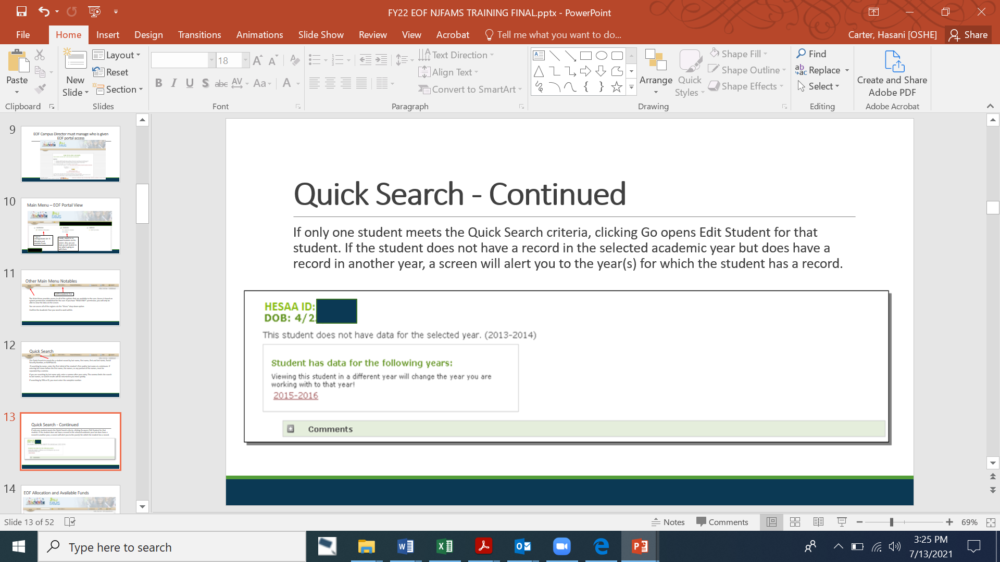 FY22 EOF NJFAMS TRAINING FINAL.pptx - PowerPoint
File Home Insert Design Transitions Animations Slide Show Review View Acrobat Tell me what you want to do... Carter, Hasani [OSHE] Share
Paste
Clipboard
New Slide
Layout
Reset
Section
Slides
18
B I U S abc AV Aa A
Font
Text Direction
Align Text
Convert to SmartArt
Paragraph
Arrange
Quick Styles
Shape Fill
Shape Outline
Shape Effects
Drawing
Find
Replace
Select
Editing
Create and Share
Adobe PDF
Adobe Acrobat
9
EOF Campus Director must manage who is given
EOF portal access
10
Main Menu – EOF Portal View
11
Other Main Menu Notables
12
Quick Search
13
Quick Search - Continued
14
EOF Allocation and Available Funds
Quick Search - Continued
If only one student meets the Quick Search criteria, clicking Go opens Edit Student for that
student. If the student does not have a record in the selected academic year but does have a
record in another year, a screen will alert you to the year(s) for which the student has a record.
HESAA ID:
DOB: 4/2
This student does not have data for the selected year. (2013-2014)
Student has data for the following years:
Viewing this student in a different year will change the year you are
working with to that year!
2015-2016
Comments
Slide 13 of 52
Notes
Comments
69%
Type here to search
3:25 PM
7/13/2021